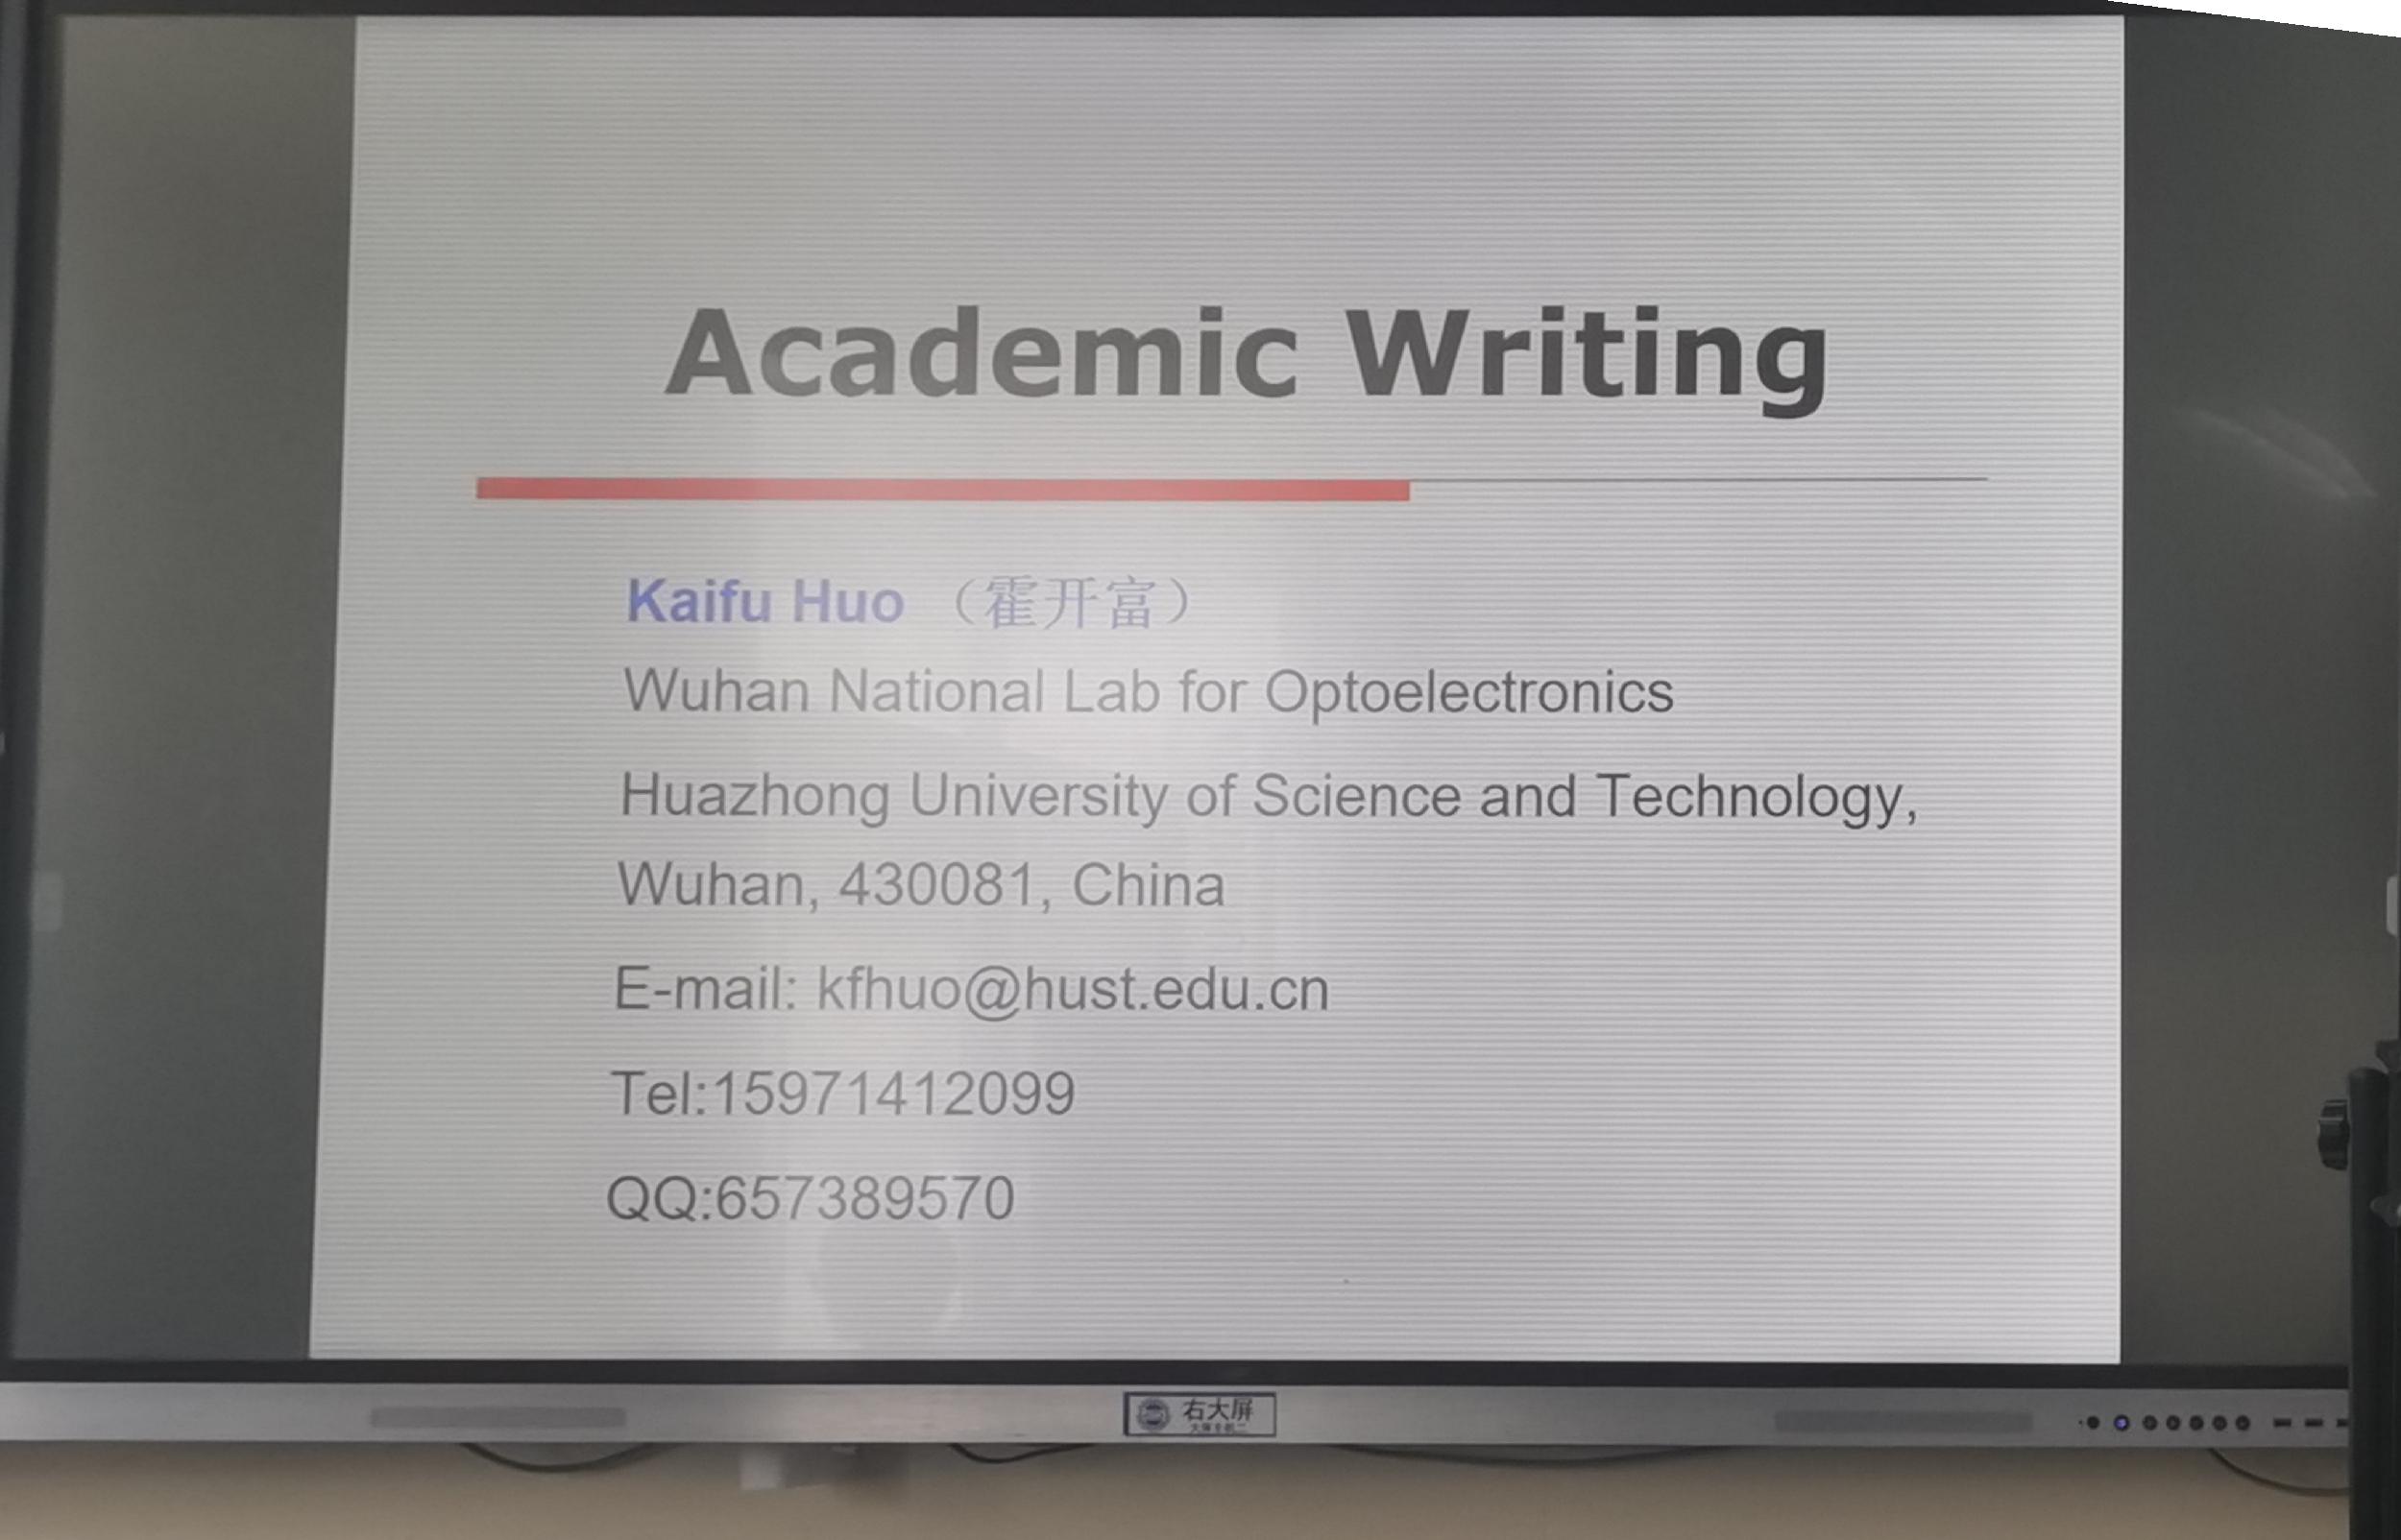 Academic Writing
Kaifu Huo （霍开富）
Wuhan National Lab for Optoelectronics
Huazhong University of Science and Technology,
Wuhan, 430081, China
E-mail: kfhuo@hust.edu.cn
Tel:15971412099
QQ:657389570
右大屏